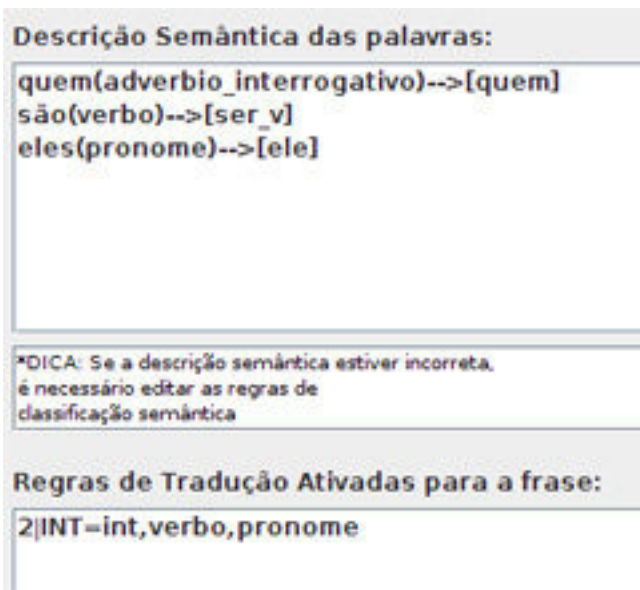 Descrição Semântica das palavras:
quem(adverbio_interrogativo)-->[quem]
são(verbo)-->[ser_v]
eles(pronome)-->[ele]
*DICA: Se a descrição semântica estiver incorreta,
é necessário editar as regras de
classificação semântica
Regras de Tradução Ativadas para a frase:
2|INT=int,verbo,pronome